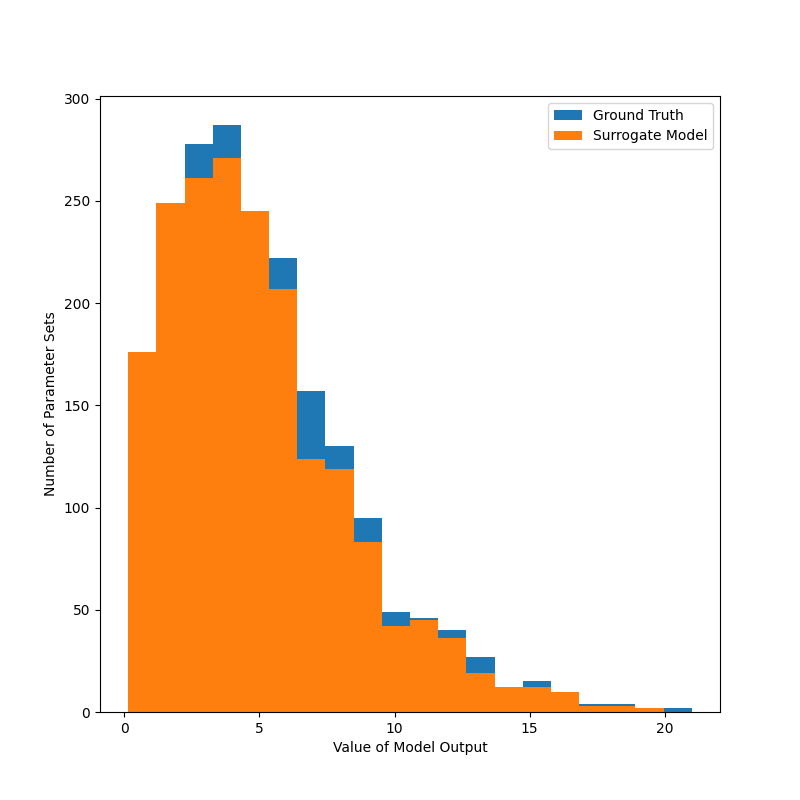 Ground Truth
Surrogate Model
300
250
200
150
100
50
0
Number of Parameter Sets
0 5 10 15 20
Value of Model Output